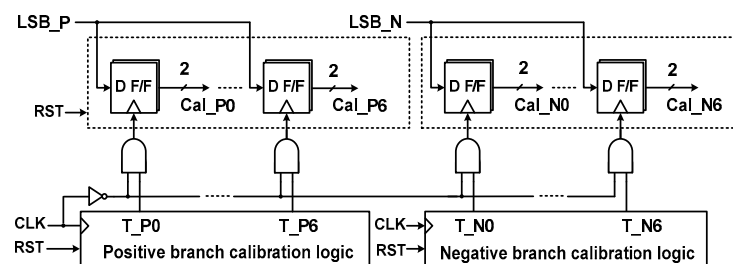 LSB_P
LSB_N
2
2
2
2
D F/F
D F/F
D F/F
D F/F
Cal_P0
Cal_P6
Cal_N0
Cal_N6
RST
CLK
T_P0
T_P6
CLK
T_N0
T_N6
RST
Positive branch calibration logic
RST
Negative branch calibration logic